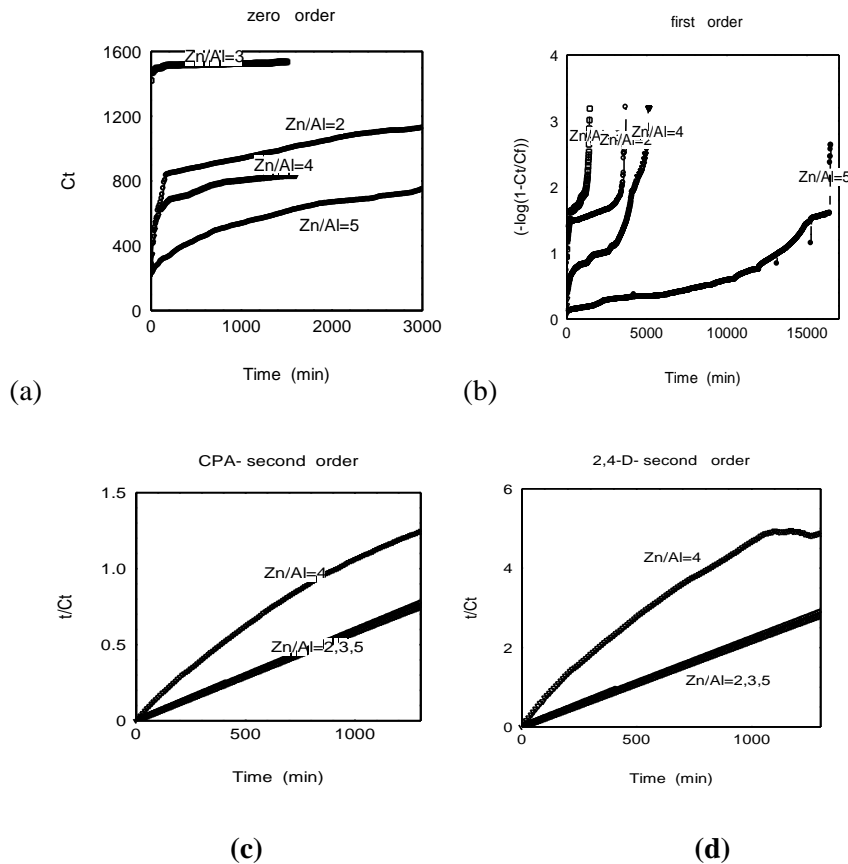 zero order
Ct
1600
1200
800
400
0
Zn/Al=3
Zn/Al=2
Zn/Al=4
Zn/Al=5
0
1000
2000
3000
Time (min)
(a)
first order
(-log(1-Ct/Cf))
4
3
2
1
0
Zn/Al=2
Zn/Al=4
Zn/Al=5
0
5000
10000
15000
Time (min)
(b)
CPA- second order
t/Ct
1.5
1.0
0.5
0
Zn/Al=4
Zn/Al=2,3,5
0
500
1000
Time (min)
(c)
2,4-D- second order
t/Ct
6
4
2
0
Zn/Al=4
Zn/Al=2,3,5
0
500
1000
Time (min)
(d)